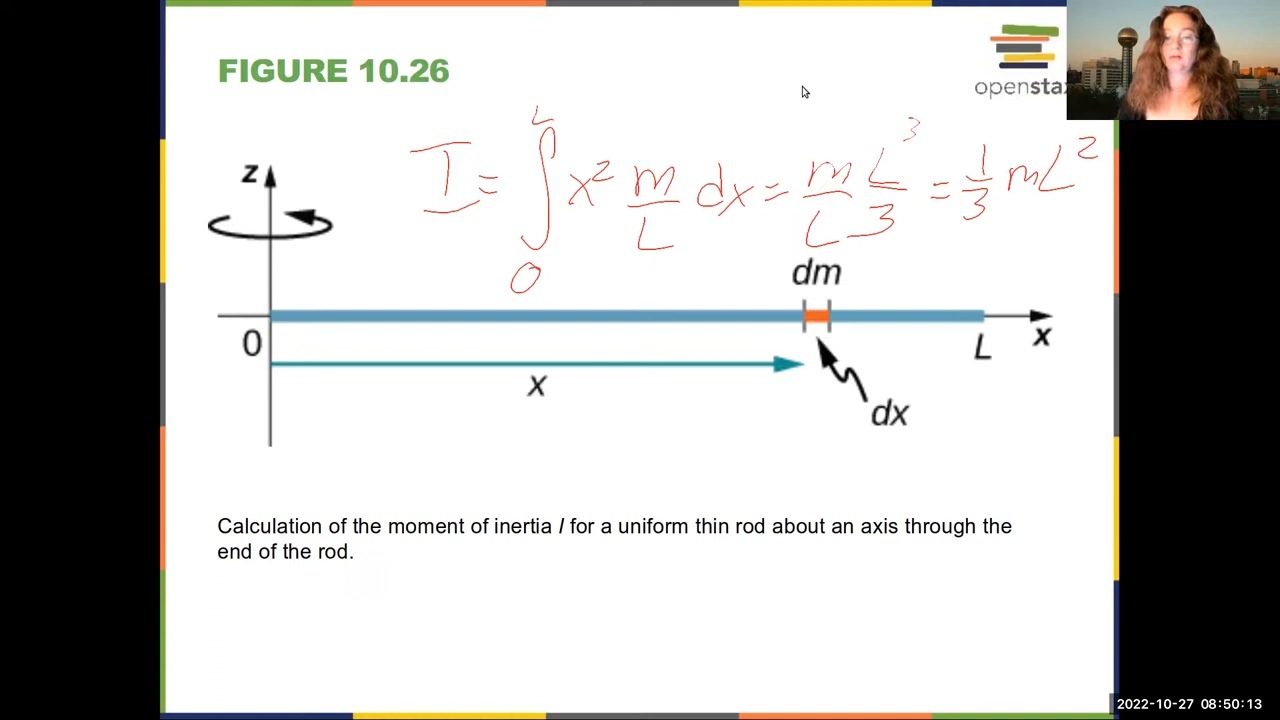 FIGURE 10.26
openstax
I = ∫₀ᴸ x² m/L dx = m/L L³/3 = 1/3 mL²
z
dm
0
L
x
x
dx
Calculation of the moment of inertia I for a uniform thin rod about an axis through the
end of the rod.
2022-10-27 08:50:13